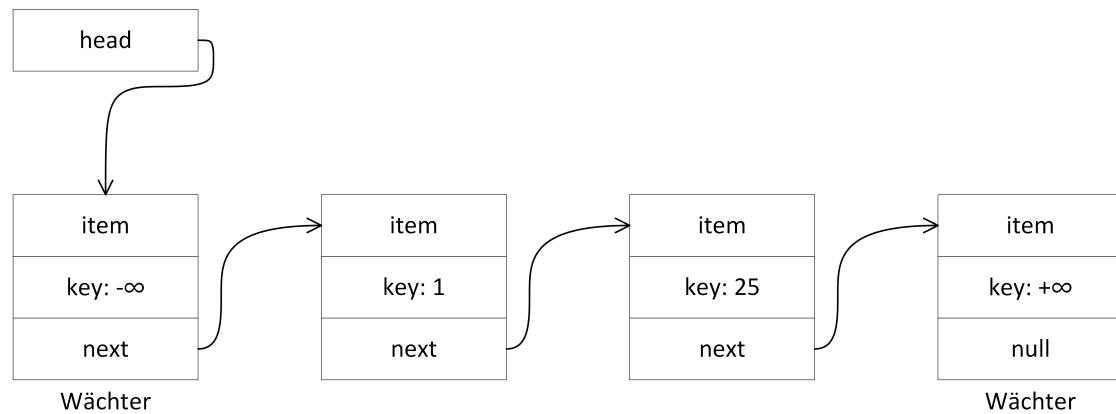 head
item
key: -∞
next
Wächter
item
key: 1
next
item
key: 25
next
item
key: +∞
null
Wächter